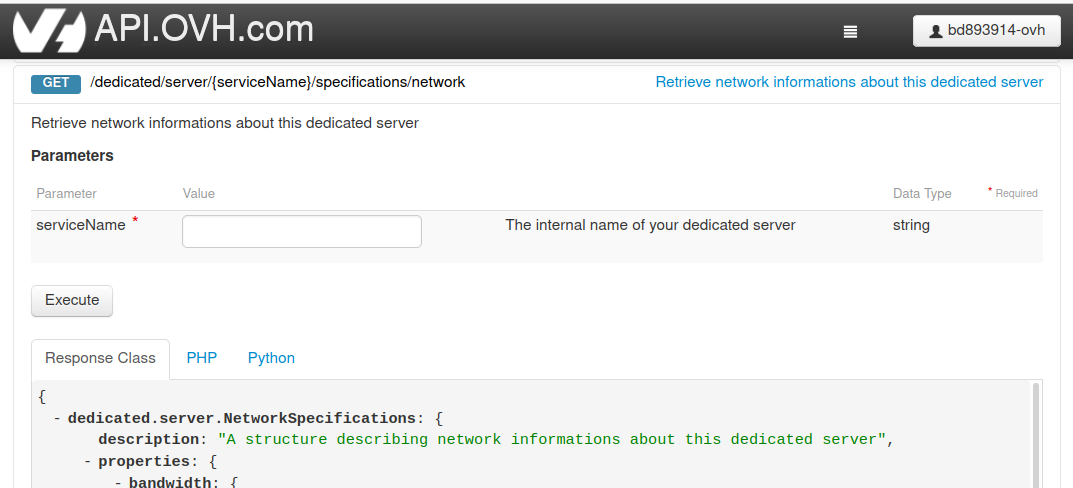 API.OVH.com
bd893914-ovh
GET /dedicated/server/{serviceName}/specifications/network Retrieve network informations about this dedicated server
Retrieve network informations about this dedicated server
Parameters
Parameter Value Data Type * Required
serviceName * The internal name of your dedicated server string
Execute
Response Class PHP Python
{
- dedicated.server.NetworkSpecifications: {
description: "A structure describing network informations about this dedicated server",
- properties: {
- bandwidth: {